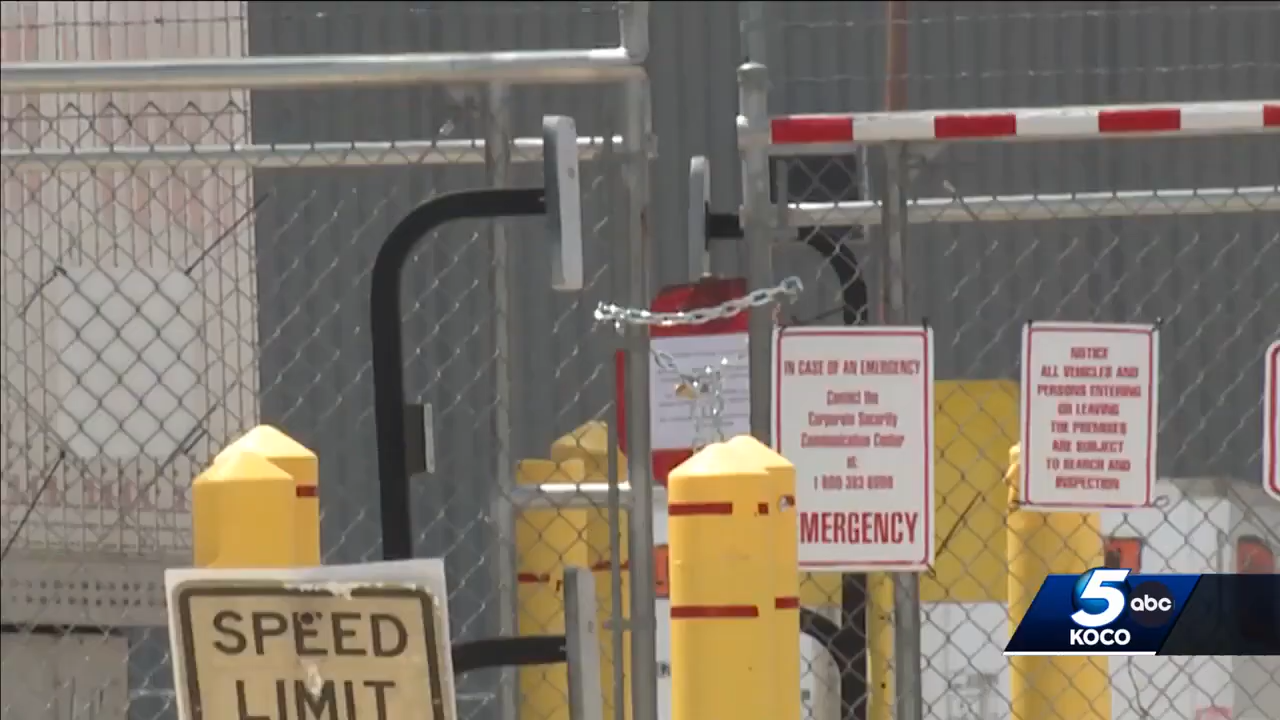 IN CASE OF AN EMERGENCY
Contact the
Corporate Security
Communication Center
at:
EMERGENCY
NOTICE
ALL VEHICLES AND
PERSONS ENTERING
OR LEAVING
THE PREMISES
ARE SUBJECT
TO SEARCH AND
INSPECTION
SPEED
LIMIT
5 abc
KOCO